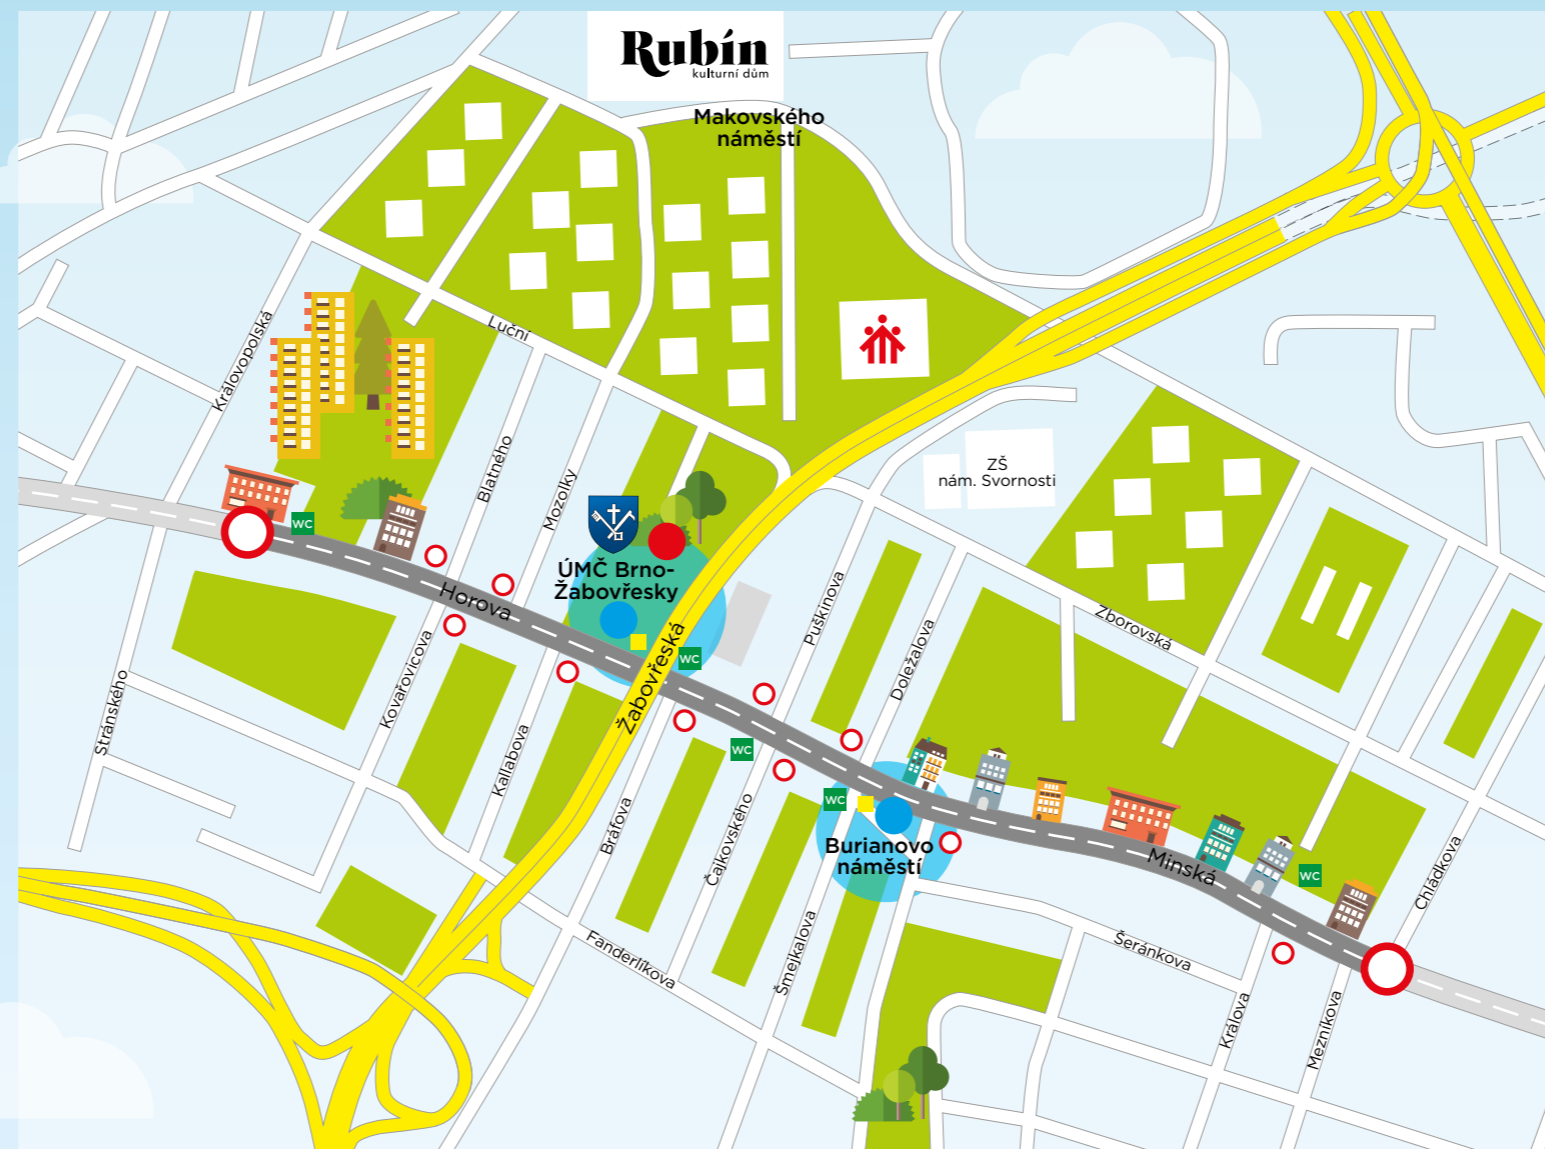 Rubín
kulturní dům
Makovského
náměstí
Luční
Královopolská
Blatného
Mozolky
ZŠ
nám. Svornosti
WC
ÚMČ Brno-
Žabovřesky
Horova
Puškinova
Zborovská
Doležalova
Kovařovicova
WC
Žabovřeská
Stránského
Kallabova
WC
WC
Bráfova
Čajkovského
Burianovo
náměstí
Minská
WC
Chládkova
Fanderlíkova
Šmejkalova
Šeránkova
Králova
Mezníkova